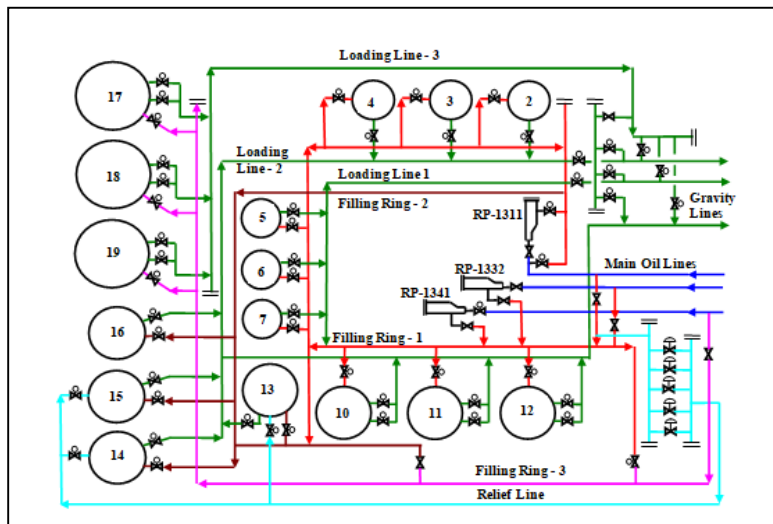 Loading Line - 3
17
4
3
2
Loading
Line - 2
18
Loading Line 1
Filling Ring - 2
Gravity
Lines
5
RP-1311
19
6
RP-1332
Main Oil Lines
RP-1341
7
16
Filling Ring - 1
13
15
10
11
12
14
Filling Ring - 3
Relief Line